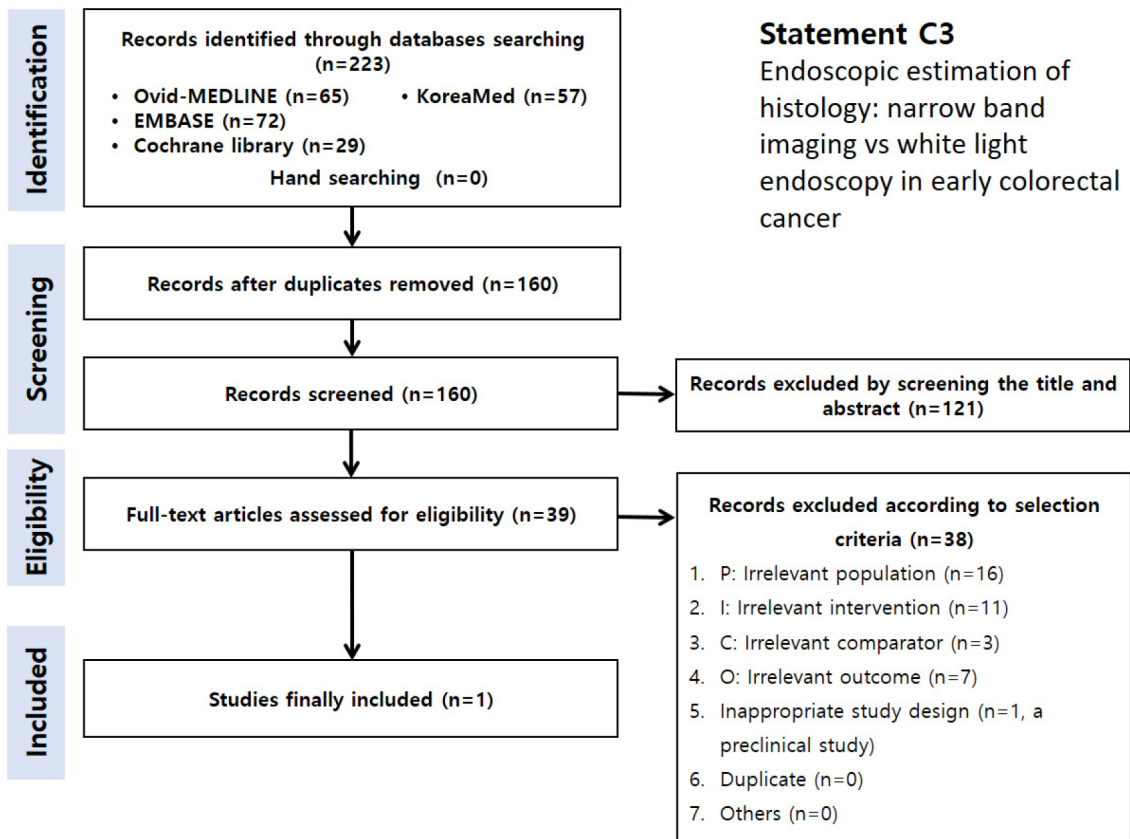 Identification
Records identified through databases searching
(n=223)
• Ovid-MEDLINE (n=65) • KoreaMed (n=57)
• EMBASE (n=72)
• Cochrane library (n=29)
Hand searching (n=0)
Statement C3
Endoscopic estimation of
histology: narrow band
imaging vs white light
endoscopy in early colorectal
cancer
Screening
Records after duplicates removed (n=160)
Records screened (n=160)
Records excluded by screening the title and
abstract (n=121)
Eligibility
Full-text articles assessed for eligibility (n=39)
Records excluded according to selection
criteria (n=38)
1. P: Irrelevant population (n=16)
2. I: Irrelevant intervention (n=11)
3. C: Irrelevant comparator (n=3)
4. O: Irrelevant outcome (n=7)
5. Inappropriate study design (n=1, a
preclinical study)
6. Duplicate (n=0)
7. Others (n=0)
Included
Studies finally included (n=1)